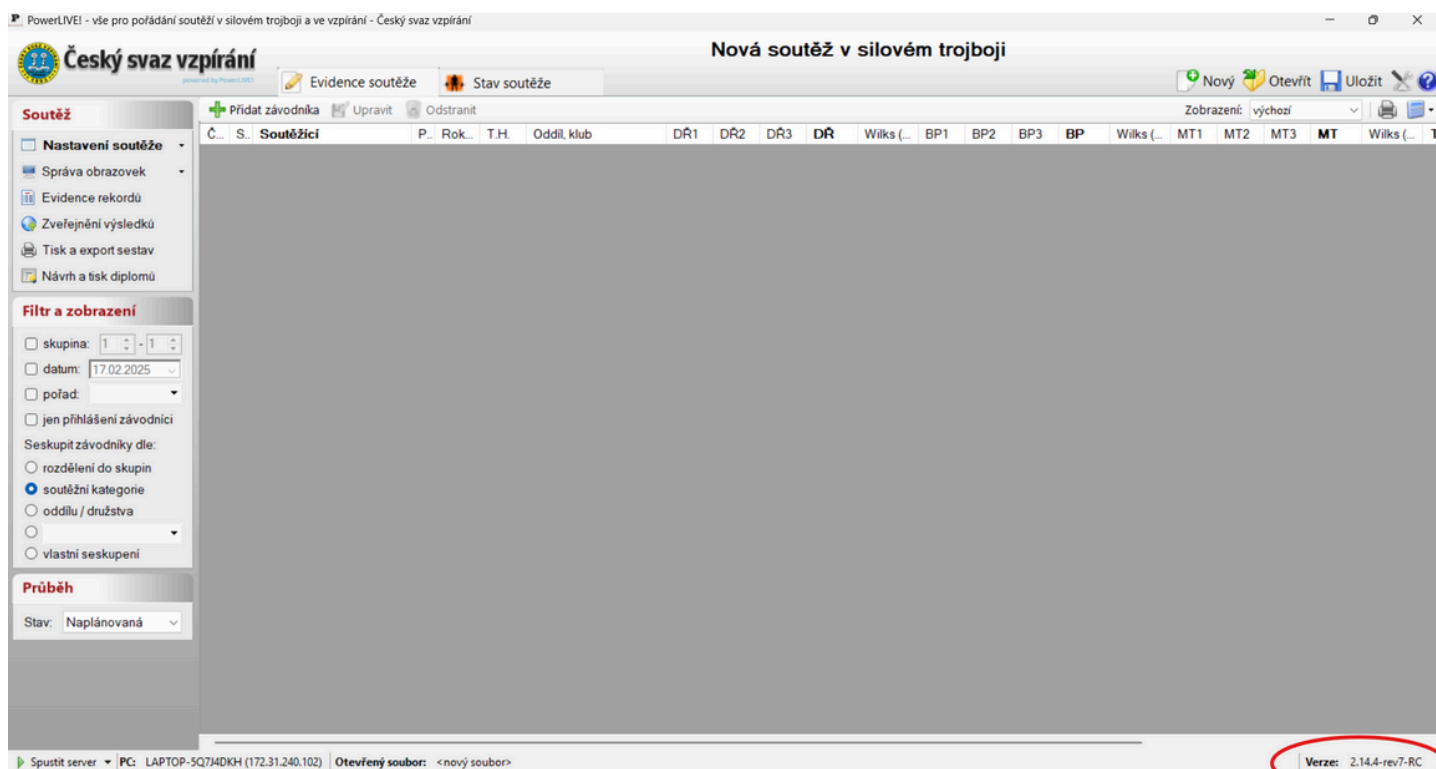 PowerLIVE! - vše pro pořádání soutěží v silovém trojboji a ve vzpírání - Český svaz vzpírání
Český svaz vzpírání
powered by PowerLIVE!
Nová soutěž v silovém trojboji
Evidence soutěže Stav soutěže
Nový Otevřít Uložit
Soutěž
Přidat závodníka Upravit Odstranit
Zobrazení: výchozí
Č... S.. Soutěžící P.. Rok... T.H. Oddíl, klub DŘ1 DŘ2 DŘ3 DŘ Wilks (... BP1 BP2 BP3 BP Wilks (... MT1 MT2 MT3 MT Wilks (... T
Nastavení soutěže
Správa obrazovek
Evidence rekordů
Zveřejnění výsledků
Tisk a export sestav
Návrh a tisk diplomů
Filtr a zobrazení
skupina: 1 - 1
datum: 17.02.2025
pořad:
jen přihlášení závodníci
Seskupit závodníky dle:
rozdělení do skupin
soutěžní kategorie
oddílu / družstva
vlastní seskupení
Průběh
Stav: Naplánovaná
Spustit server PC: LAPTOP-5Q7J4DKH (172.31.240.102) Otevřený soubor: <nový soubor> Verze: 2.14.4-rev7-RC